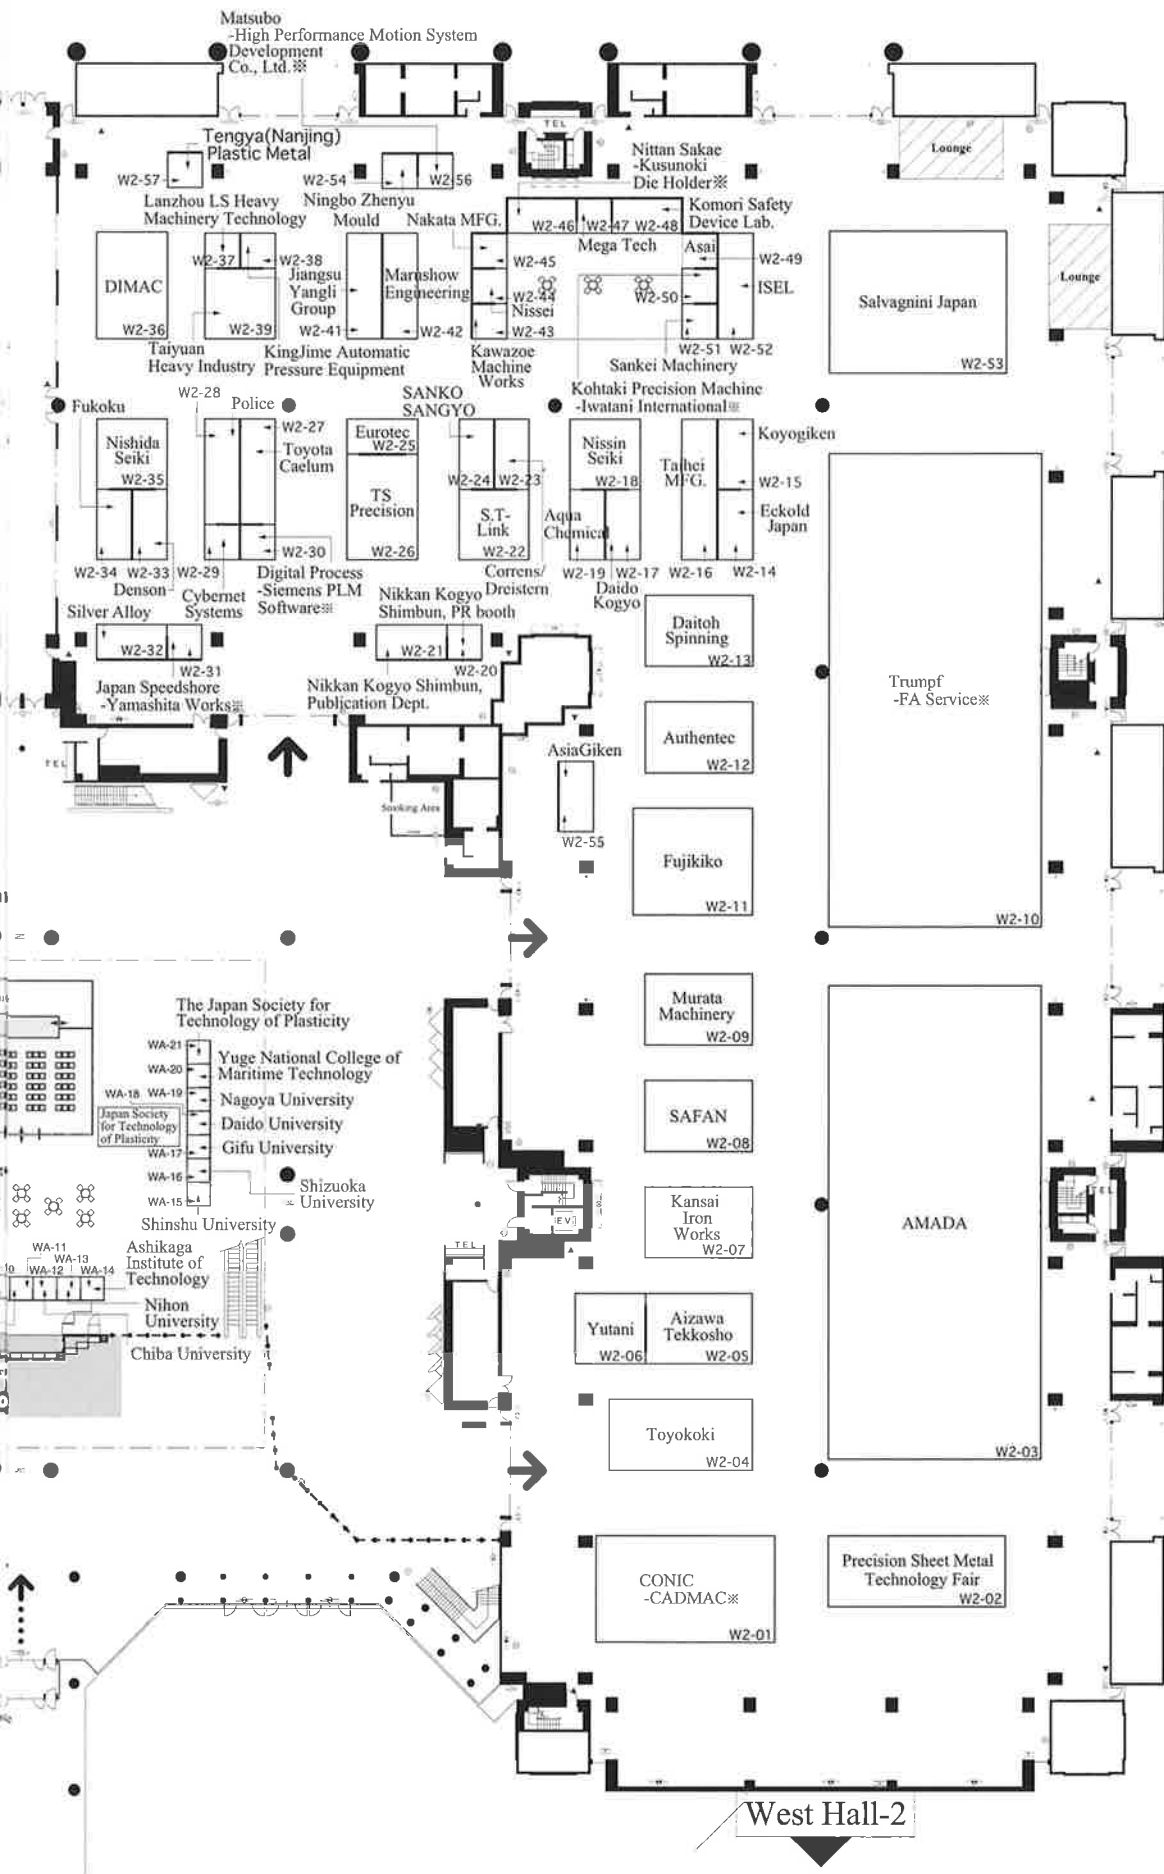 Matsubo
-High Performance Motion System
Development
Co., Ltd.※
TEL
Tengya(Nanjing)
Plastic Metal
W2-57
W2-54
W2-56
Ningbo Zhenyu
Mould
Nittan Sakae
-Kusunoki
Die Holder※
Lounge
Lounge
Lanzhou LS Heavy
Machinery Technology
Nakata MFG.
W2-46
W2-47
W2-48
Komori Safety
Device Lab.
Mega Tech
Asai
W2-49
DIMAC
W2-36
W2-37
W2-38
W2-39
Jiangsu
Yangli
Group
W2-41
Marushow
Engineering
W2-42
W2-45
W2-44
Nissei
W2-43
W2-50
ISEL
W2-51
W2-52
Salvagnini Japan
W2-53
Taiyuan
Heavy Industry
KingJime Automatic
Pressure Equipment
Kawazoe
Machine
Works
Sankei Machinery
Kohtaki Precision Machine
-Iwatani International※
W2-28
Police
Fukoku
SANKO
SANGYO
Nishida
Seiki
W2-35
W2-27
Toyota
Caelum
Eurotec
W2-25
TS
Precision
W2-26
W2-24
W2-23
S.T-
Link
W2-22
Nissin
Seiki
W2-18
Aqua
Chemical
Taihei
MFG.
Koyogiken
W2-15
Eckold
Japan
W2-34
W2-33
Denson
W2-29
Cybernet
Systems
W2-30
Digital Process
-Siemens PLM
Software※
Correns/
Dreistern
W2-19
W2-17
Daido
Kogyo
W2-16
W2-14
Silver Alloy
W2-32
W2-31
Nikkan Kogyo
Shimbun, PR booth
W2-21
W2-20
Japan Speedshore
-Yamashita Works※
Nikkan Kogyo Shimbun,
Publication Dept.
Daitoh
Spinning
W2-13
Trumpf
-FA Service※
W2-10
TEL
Smoking Area
AsiaGiken
W2-55
Authentec
W2-12
Fujikiko
W2-11
The Japan Society for
Technology of Plasticity
WA-21
WA-20
Yuge National College of
Maritime Technology
WA-18
WA-19
Nagoya University
Japan Society
for Technology
of Plasticity
Daido University
WA-17
Gifu University
WA-16
Shizuoka
University
WA-15
Shinshu University
Murata
Machinery
W2-09
SAFAN
W2-08
Kansai
Iron
Works
W2-07
EV
TEL
TEL
AMADA
W2-03
WA-11
WA-13
WA-12
WA-14
Ashikaga
Institute of
Technology
Nihon
University
Chiba University
Yutani
W2-06
Aizawa
Tekkosho
W2-05
Toyokoki
W2-04
CONIC
-CADMAC※
W2-01
Precision Sheet Metal
Technology Fair
W2-02
West Hall-2